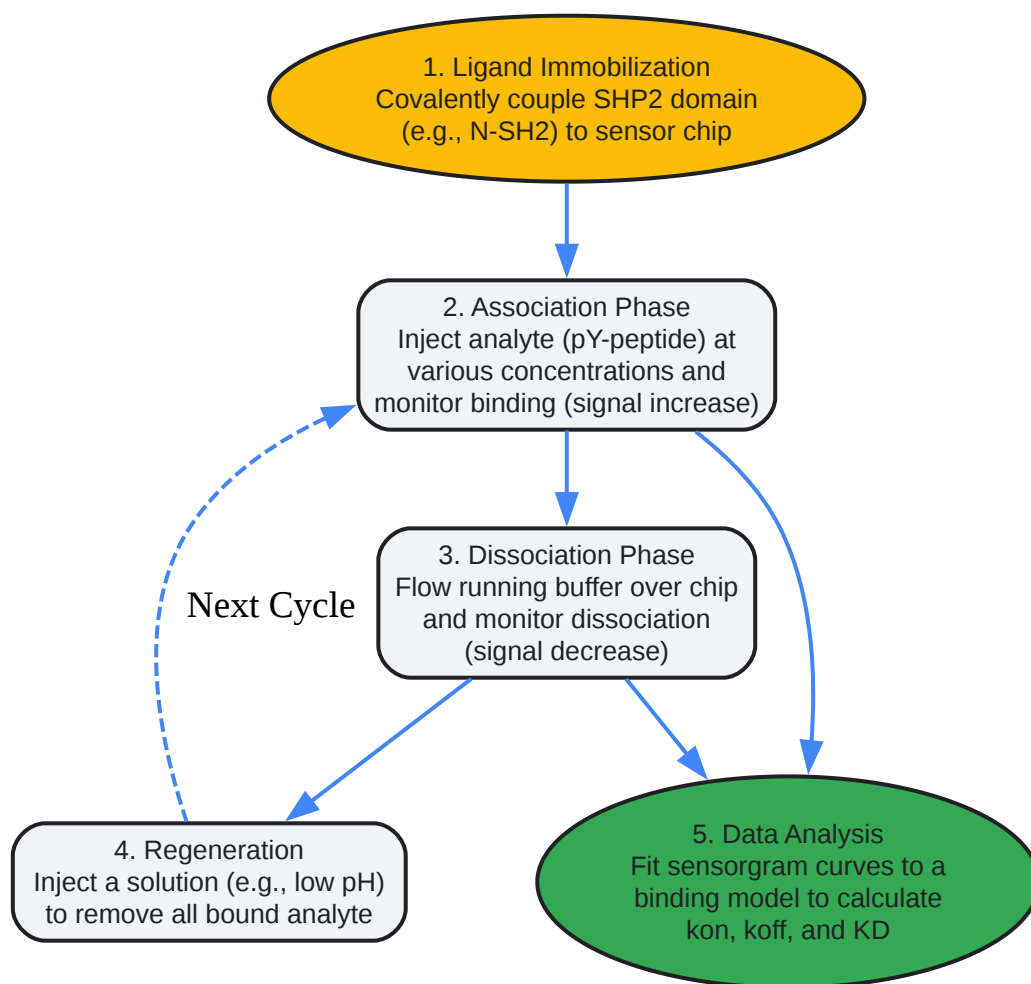 1. Ligand Immobilization
Covalently couple SHP2 domain
(e.g., N-SH2) to sensor chip
2. Association Phase
Inject analyte (pY-peptide) at
various concentrations and
monitor binding (signal increase)
3. Dissociation Phase
Flow running buffer over chip
and monitor dissociation
(signal decrease)
Next Cycle
4. Regeneration
Inject a solution (e.g., low pH)
to remove all bound analyte
5. Data Analysis
Fit sensorgram curves to a
binding model to calculate
kon, koff, and KD